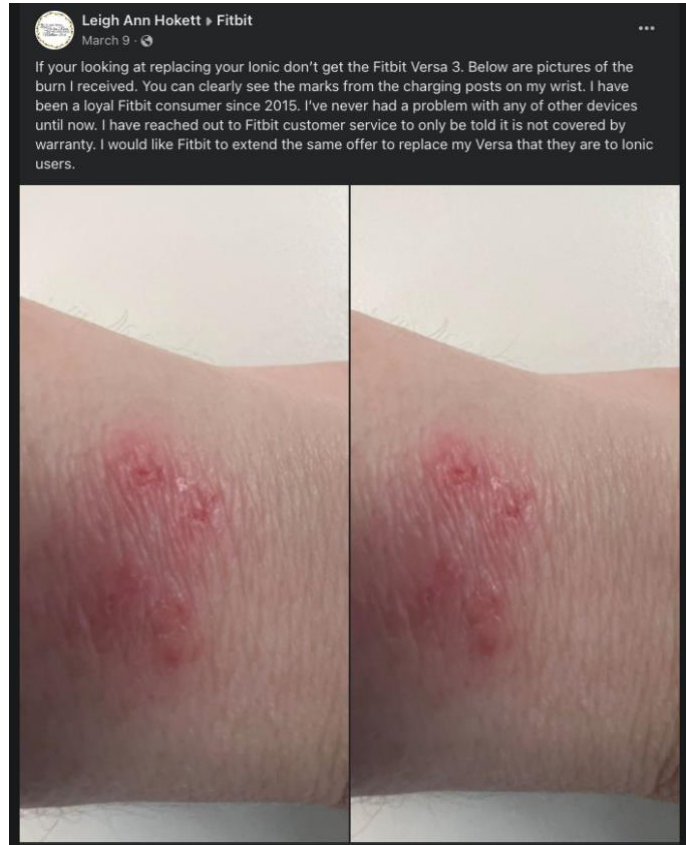 Leigh Ann Hokett ▸ Fitbit
March 9 ·
If your looking at replacing your Ionic don’t get the Fitbit Versa 3. Below are pictures of the
burn I received. You can clearly see the marks from the charging posts on my wrist. I have
been a loyal Fitbit consumer since 2015. I’ve never had a problem with any of other devices
until now. I have reached out to Fitbit customer service to only be told it is not covered by
warranty. I would like Fitbit to extend the same offer to replace my Versa that they are to Ionic
users.